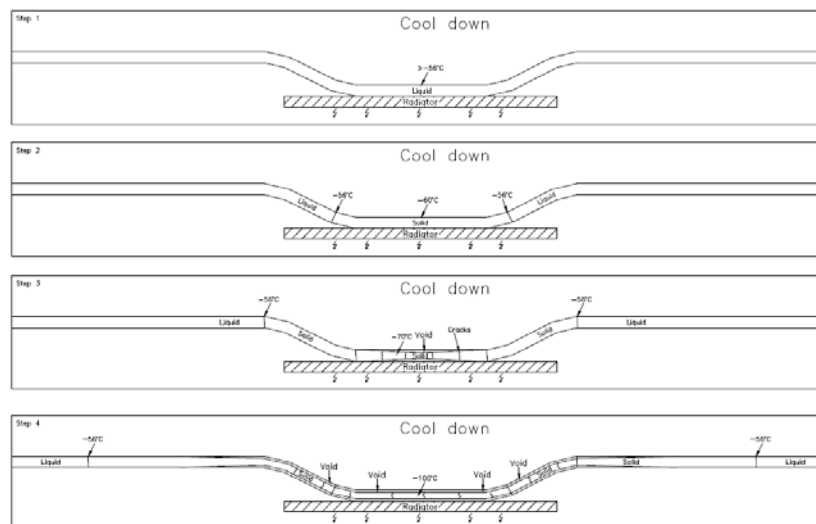 Step 1
Cool down
>-56°C
Liquid
Radiator
Step 2
Cool down
-56°C -60°C -56°C
Liquid Solid Liquid
Radiator
Step 3
Cool down
-56°C -56°C
Liquid Solid -70°C Void Cracks Solid Liquid
Solid
Radiator
Step 4
Cool down
-56°C -56°C
Void Void -100°C Void Void
Liquid Solid Solid Solid Liquid
Radiator